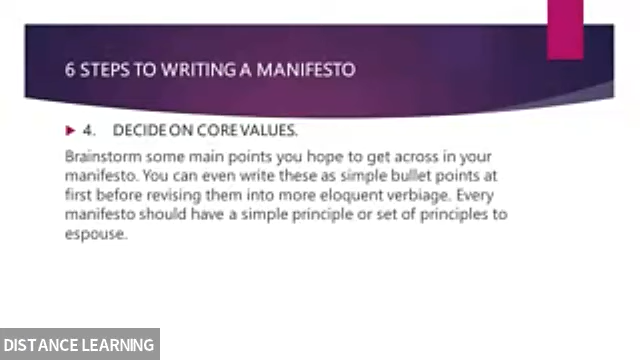 6 STEPS TO WRITING A MANIFESTO
4. DECIDE ON CORE VALUES.
Brainstorm some main points you hope to get across in your
manifesto. You can even write these as simple bullet points at
first before revising them into more eloquent verbiage. Every
manifesto should have a simple principle or set of principles to
espouse.
DISTANCE LEARNING